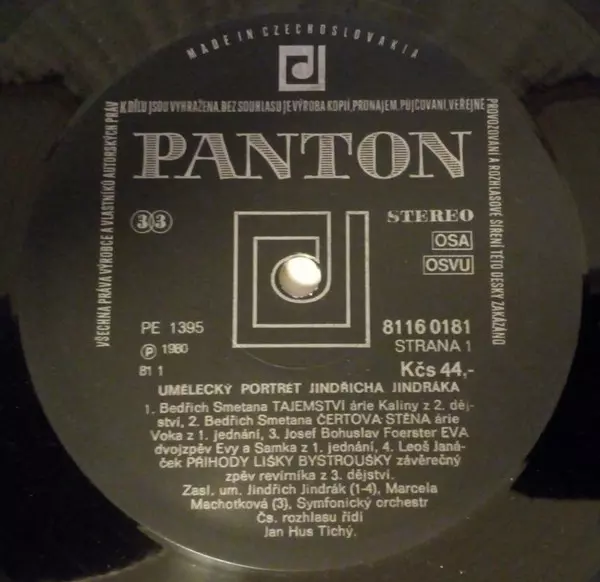 MADE IN CZECHOSLOVAKIA
VŠECHNA PRÁVA VÝROBCE A VLASTNÍKŮ AUTORSKÝCH PRÁV
K DÍLU JSOU VYHRAŽENA. BEZ SOUHLASU JE VÝROBA KOPIÍ, PRONÁJEM, PŮJČOVÁNÍ, VEŘEJNÉ
PROVOZOVÁNÍ A ROZHLASOVÉ ŠÍŘENÍ TÉTO DESKY ZAKÁZÁNO
PANTON
33
STEREO
OSA
OSVU
PE 1395
8116 0181
℗ 1980
STRANA 1
81 1
Kčs 44,-
UMĚLECKÝ PORTRÉT JINDŘICHA JINDRÁKA
1. Bedřich Smetana TAJEMSTVÍ árie Kaliny z 2. děj-
ství, 2. Bedřich Smetana ČERTOVA STĚNA árie
Voka z 1. jednání, 3. Josef Bohuslav Foerster EVA
dvojzpěv Evy a Samka z 1. jednání, 4. Leoš Janá-
ček PŘÍHODY LIŠKY BYSTROUŠKY závěrečný
zpěv revírníka z 3. dějství.
Zasl. um. Jindřich Jindrák (1-4), Marcela
Machotková (3), Symfonický orchestr
Čs. rozhlasu řídí
Jan Hus Tichý.